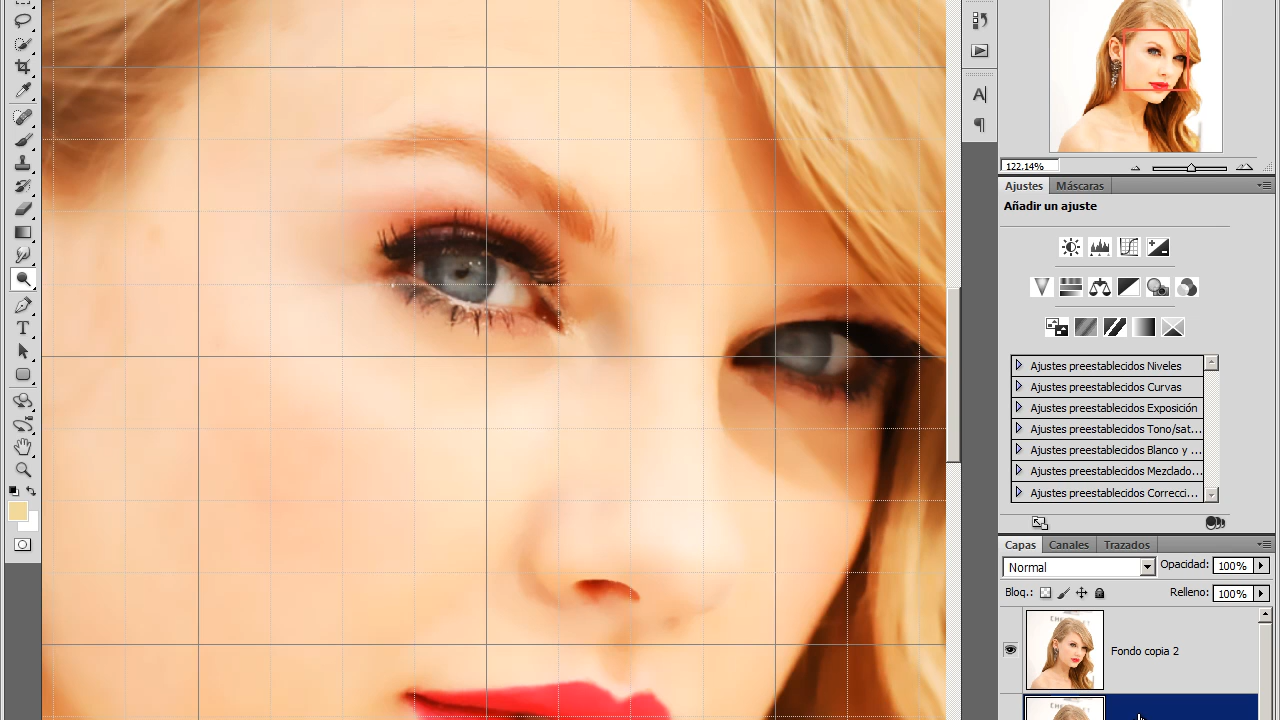 122.14%
Ajustes Máscaras
Añadir un ajuste
Ajustes preestablecidos Niveles
Ajustes preestablecidos Curvas
Ajustes preestablecidos Exposición
Ajustes preestablecidos Tono/sat...
Ajustes preestablecidos Blanco y ...
Ajustes preestablecidos Mezclado...
Ajustes preestablecidos Correcci...
Capas Canales Trazados
Normal Opacidad: 100%
Bloq.: Relleno: 100%
Fondo copia 2